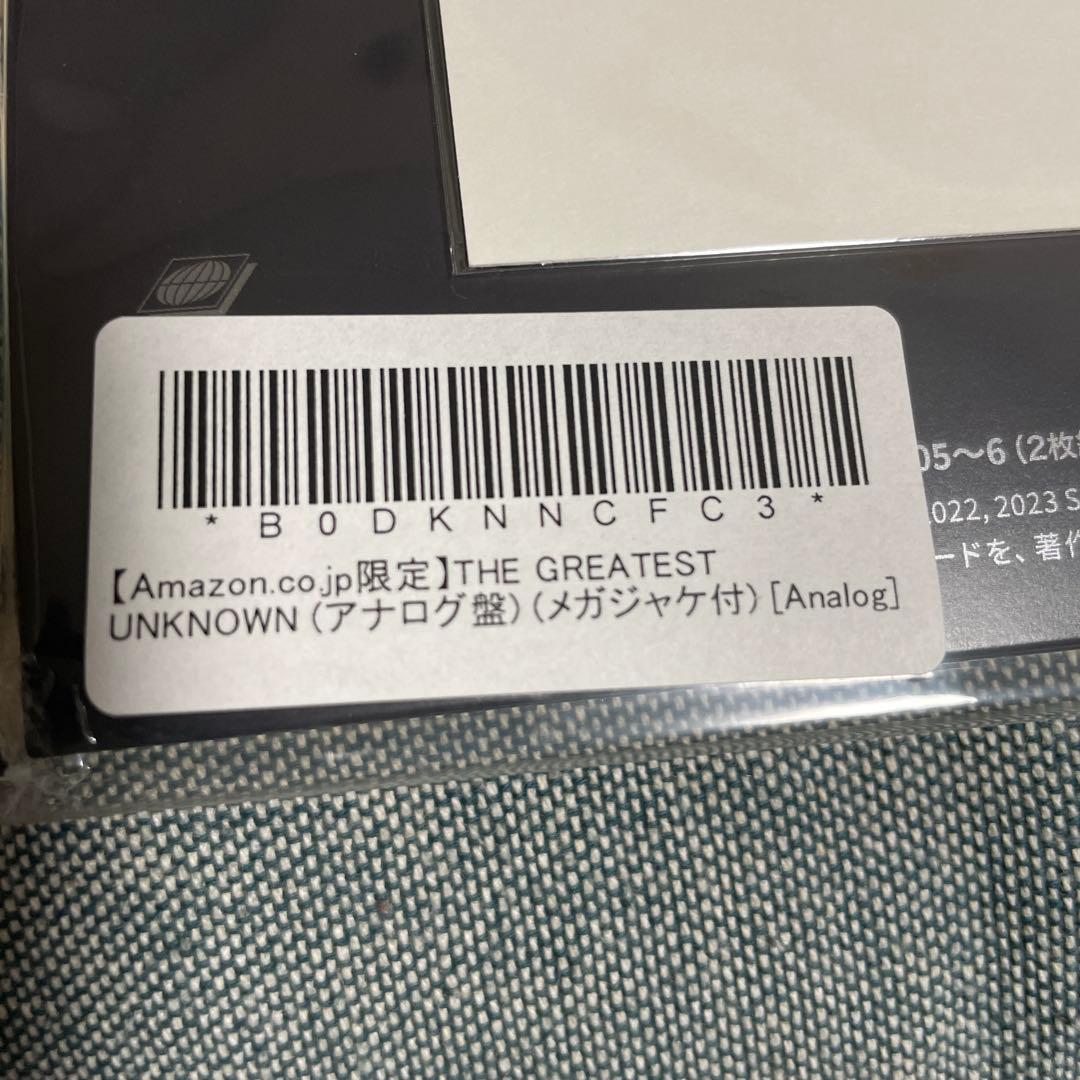 * B 0 D K N N C F C 3 *
【Amazon.co.jp限定】THE GREATEST
UNKNOWN (アナログ盤) (メガジャケ付) [Analog]
05〜6 (2枚
2022, 2023 S
ードを、著作